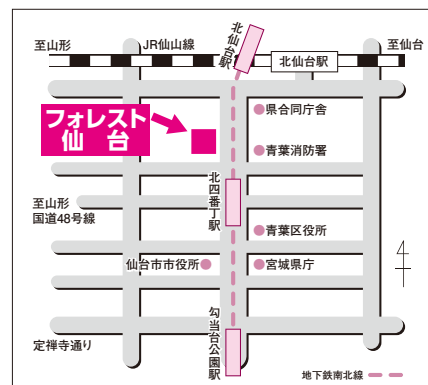 北仙台駅
至山形
JR仙山線
至仙台
北仙台駅
県合同庁舎
フォレスト
仙　台
青葉消防署
北四番丁駅
至山形
国道48号線
青葉区役所
仙台市市役所
宮城県庁
勾当台公園駅
定禅寺通り
地下鉄南北線